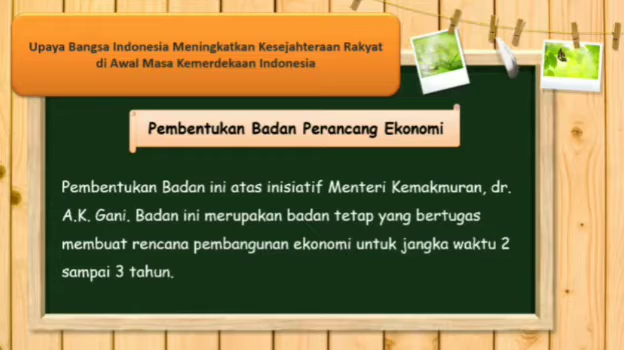 Upaya Bangsa Indonesia Meningkatkan Kesejahteraan Rakyat
di Awal Masa Kemerdekaan Indonesia
Pembentukan Badan Perancang Ekonomi
Pembentukan Badan ini atas inisiatif Menteri Kemakmuran, dr.
A.K. Gani. Badan ini merupakan badan tetap yang bertugas
membuat rencana pembangunan ekonomi untuk jangka waktu 2
sampai 3 tahun.